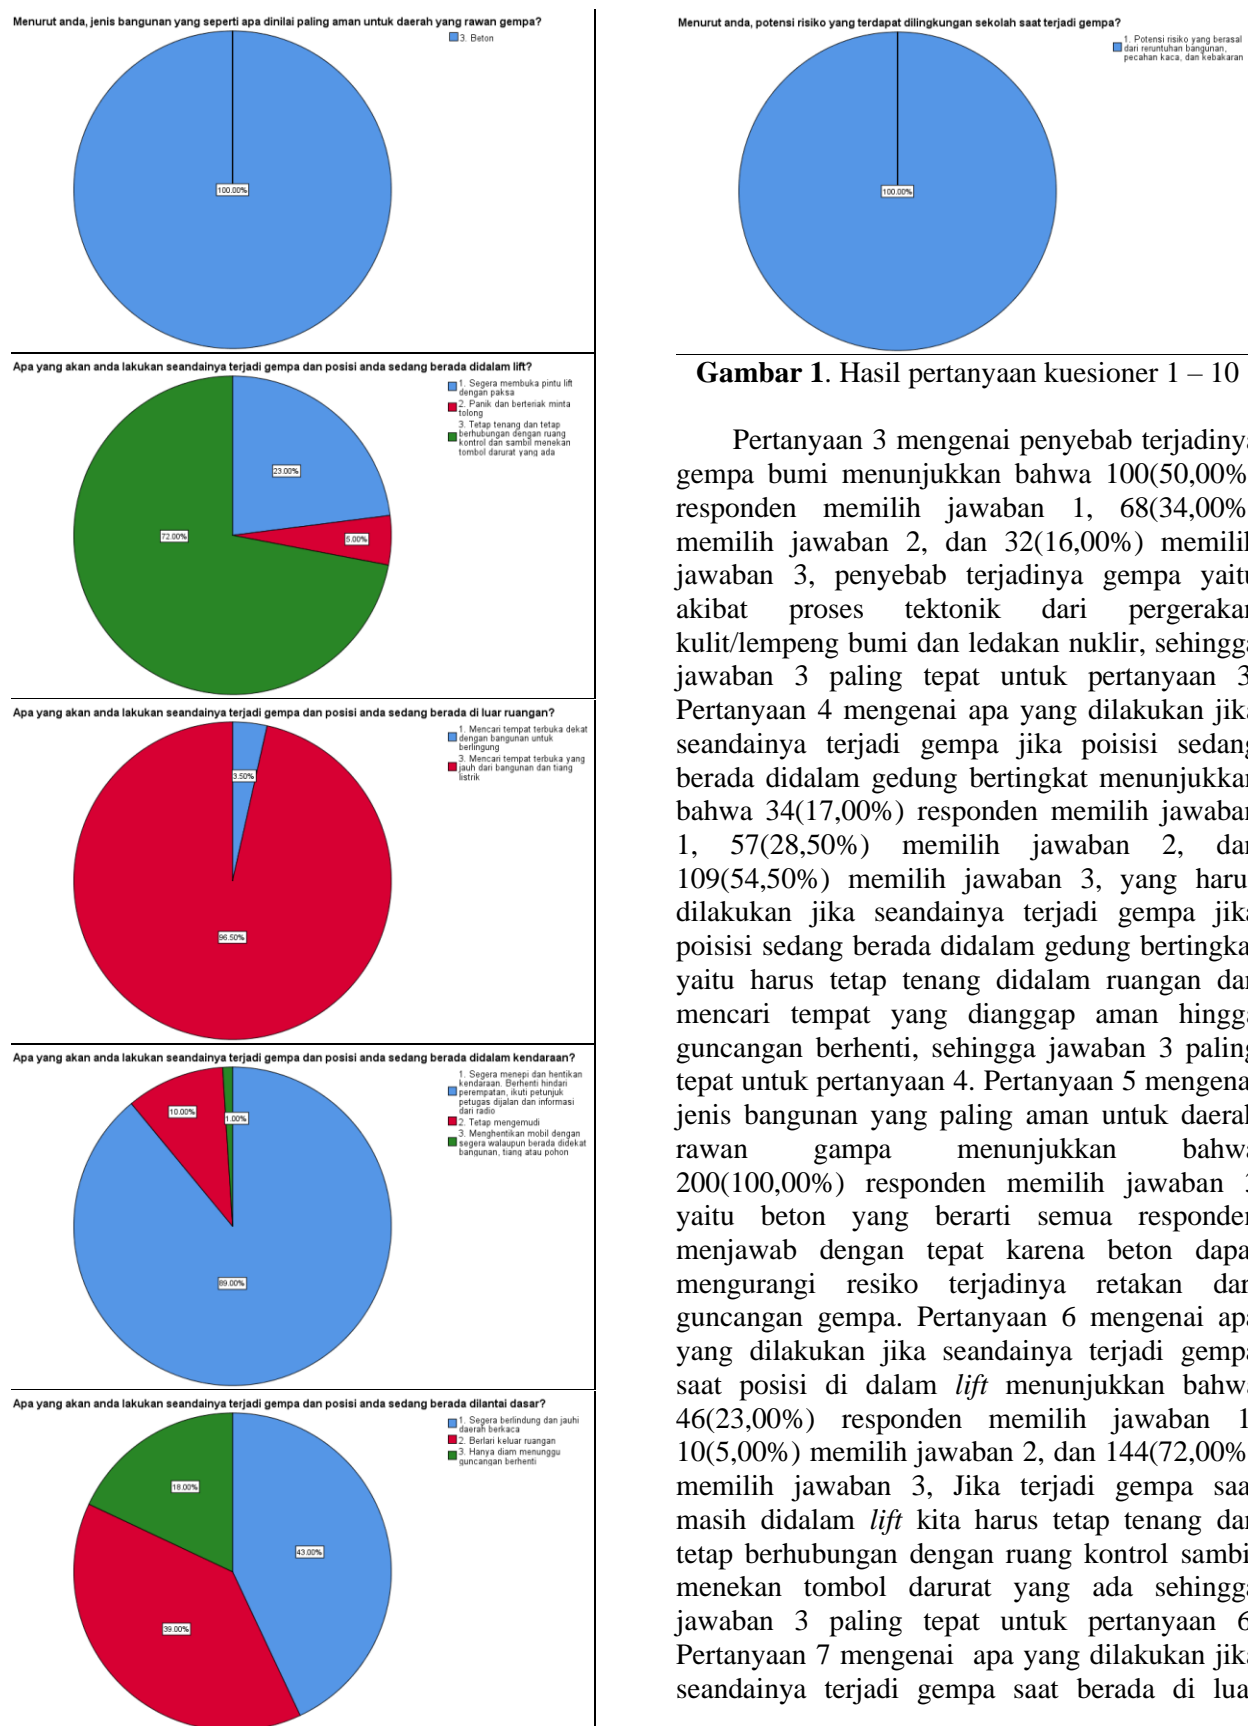 Menurut anda, jenis bangunan yang seperti apa dinilai paling aman untuk daerah yang rawan gempa?
3. Beton
100.00%
Apa yang akan anda lakukan seandainya terjadi gempa dan posisi anda sedang berada didalam lift?
1. Segera membuka pintu lift
dengan paksa
2. Panik dan berteriak minta
tolong
3. Tetap tenang dan tetap
berhubungan dengan ruang
kontrol dan sambil menekan
tombol darurat yang ada
23.00%
5.00%
72.00%
Apa yang akan anda lakukan seandainya terjadi gempa dan posisi anda sedang berada di luar ruangan?
1. Mencari tempat terbuka dekat
dengan bangunan untuk
berlingung
3. Mencari tempat terbuka yang
jauh dari bangunan dan tiang
listrik
3.50%
96.50%
Apa yang akan anda lakukan seandainya terjadi gempa dan posisi anda sedang berada didalam kendaraan?
1. Segera menepi dan hentikan
kendaraan. Berhenti hindari
perempatan, ikuti petunjuk
petugas dijalan dan informasi
dari radio
2. Tetap mengemudi
3. Menghentikan mobil dengan
segera walaupun berada didekat
bangunan, tiang atau pohon
10.00%
1.00%
89.00%
Apa yang akan anda lakukan seandainya terjadi gempa dan posisi anda sedang berada dilantai dasar?
1. Segera berlindung dan jauhi
daerah berkaca
2. Berlari keluar ruangan
3. Hanya diam menunggu
guncangan berhenti
18.00%
43.00%
39.00%
Menurut anda, potensi risiko yang terdapat dilingkungan sekolah saat terjadi gempa?
1. Potensi risiko yang berasal
dari reruntuhan bangunan,
pecahan kaca, dan kebakaran
100.00%
Gambar 1. Hasil pertanyaan kuesioner 1 – 10
Pertanyaan 3 mengenai penyebab terjadinya
gempa bumi menunjukkan bahwa 100(50,00%
responden memilih jawaban 1, 68(34,00%
memilih jawaban 2, dan 32(16,00%) memilih
jawaban 3, penyebab terjadinya gempa yaitu
akibat proses tektonik dari pergerakan
kulit/lempeng bumi dan ledakan nuklir, sehingga
jawaban 3 paling tepat untuk pertanyaan 3.
Pertanyaan 4 mengenai apa yang dilakukan jika
seandainya terjadi gempa jika poisisi sedang
berada didalam gedung bertingkat menunjukkan
bahwa 34(17,00%) responden memilih jawaban
1, 57(28,50%) memilih jawaban 2, dan
109(54,50%) memilih jawaban 3, yang haru
dilakukan jika seandainya terjadi gempa jika
poisisi sedang berada didalam gedung bertingka
yaitu harus tetap tenang didalam ruangan dan
mencari tempat yang dianggap aman hingga
guncangan berhenti, sehingga jawaban 3 paling
tepat untuk pertanyaan 4. Pertanyaan 5 mengena
jenis bangunan yang paling aman untuk daerah
rawan gampa menunjukkan bahwa
200(100,00%) responden memilih jawaban 3
yaitu beton yang berarti semua responden
menjawab dengan tepat karena beton dapa
mengurangi resiko terjadinya retakan dari
guncangan gempa. Pertanyaan 6 mengenai apa
yang dilakukan jika seandainya terjadi gempa
saat posisi di dalam lift menunjukkan bahwa
46(23,00%) responden memilih jawaban 1,
10(5,00%) memilih jawaban 2, dan 144(72,00%
memilih jawaban 3, Jika terjadi gempa saa
masih didalam lift kita harus tetap tenang dan
tetap berhubungan dengan ruang kontrol sambi
menekan tombol darurat yang ada sehingga
jawaban 3 paling tepat untuk pertanyaan 6.
Pertanyaan 7 mengenai apa yang dilakukan jika
seandainya terjadi gempa saat berada di lua